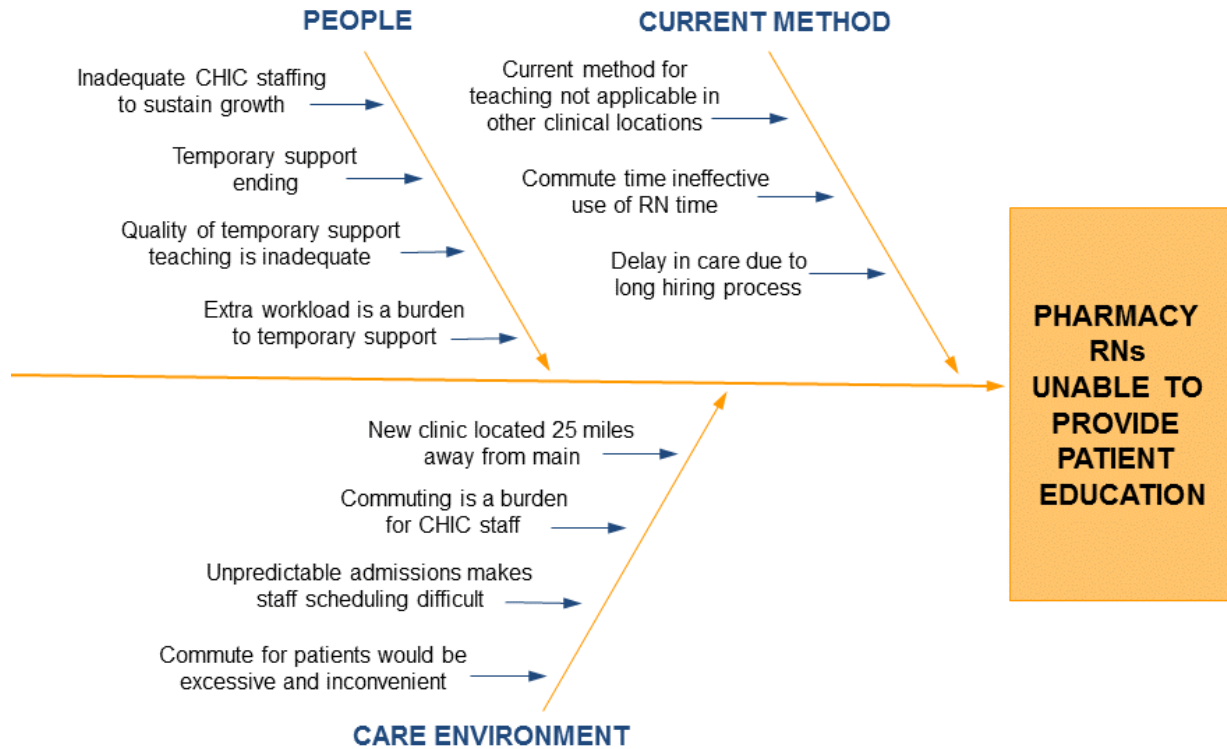 PEOPLE
Inadequate CHIC staffing
to sustain growth
Temporary support
ending
Quality of temporary support
teaching is inadequate
Extra workload is a burden
to temporary support
CURRENT METHOD
Current method for
teaching not applicable in
other clinical locations
Commute time ineffective
use of RN time
Delay in care due to
long hiring process
PHARMACY
RNs
UNABLE TO
PROVIDE
PATIENT
EDUCATION
New clinic located 25 miles
away from main
Commuting is a burden
for CHIC staff
Unpredictable admissions makes
staff scheduling difficult
Commute for patients would be
excessive and inconvenient
CARE ENVIRONMENT